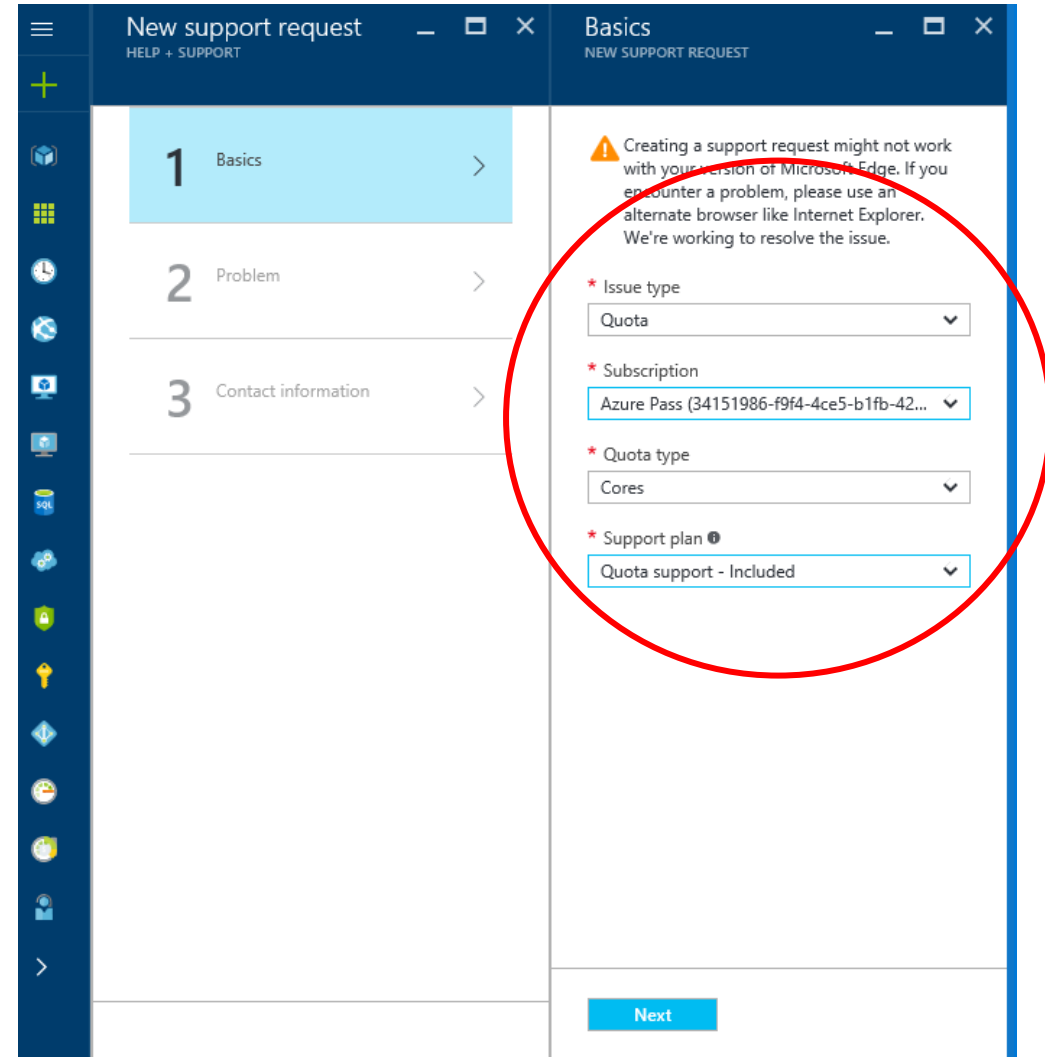 New support request
HELP + SUPPORT
1 Basics
2 Problem
3 Contact information
Basics
NEW SUPPORT REQUEST
Creating a support request might not work
with your version of Microsoft Edge. If you
encounter a problem, please use an
alternate browser like Internet Explorer.
We're working to resolve the issue.
* Issue type
Quota
* Subscription
Azure Pass (34151986-f9f4-4ce5-b1fb-42...
* Quota type
Cores
* Support plan
Quota support - Included
Next
SQL